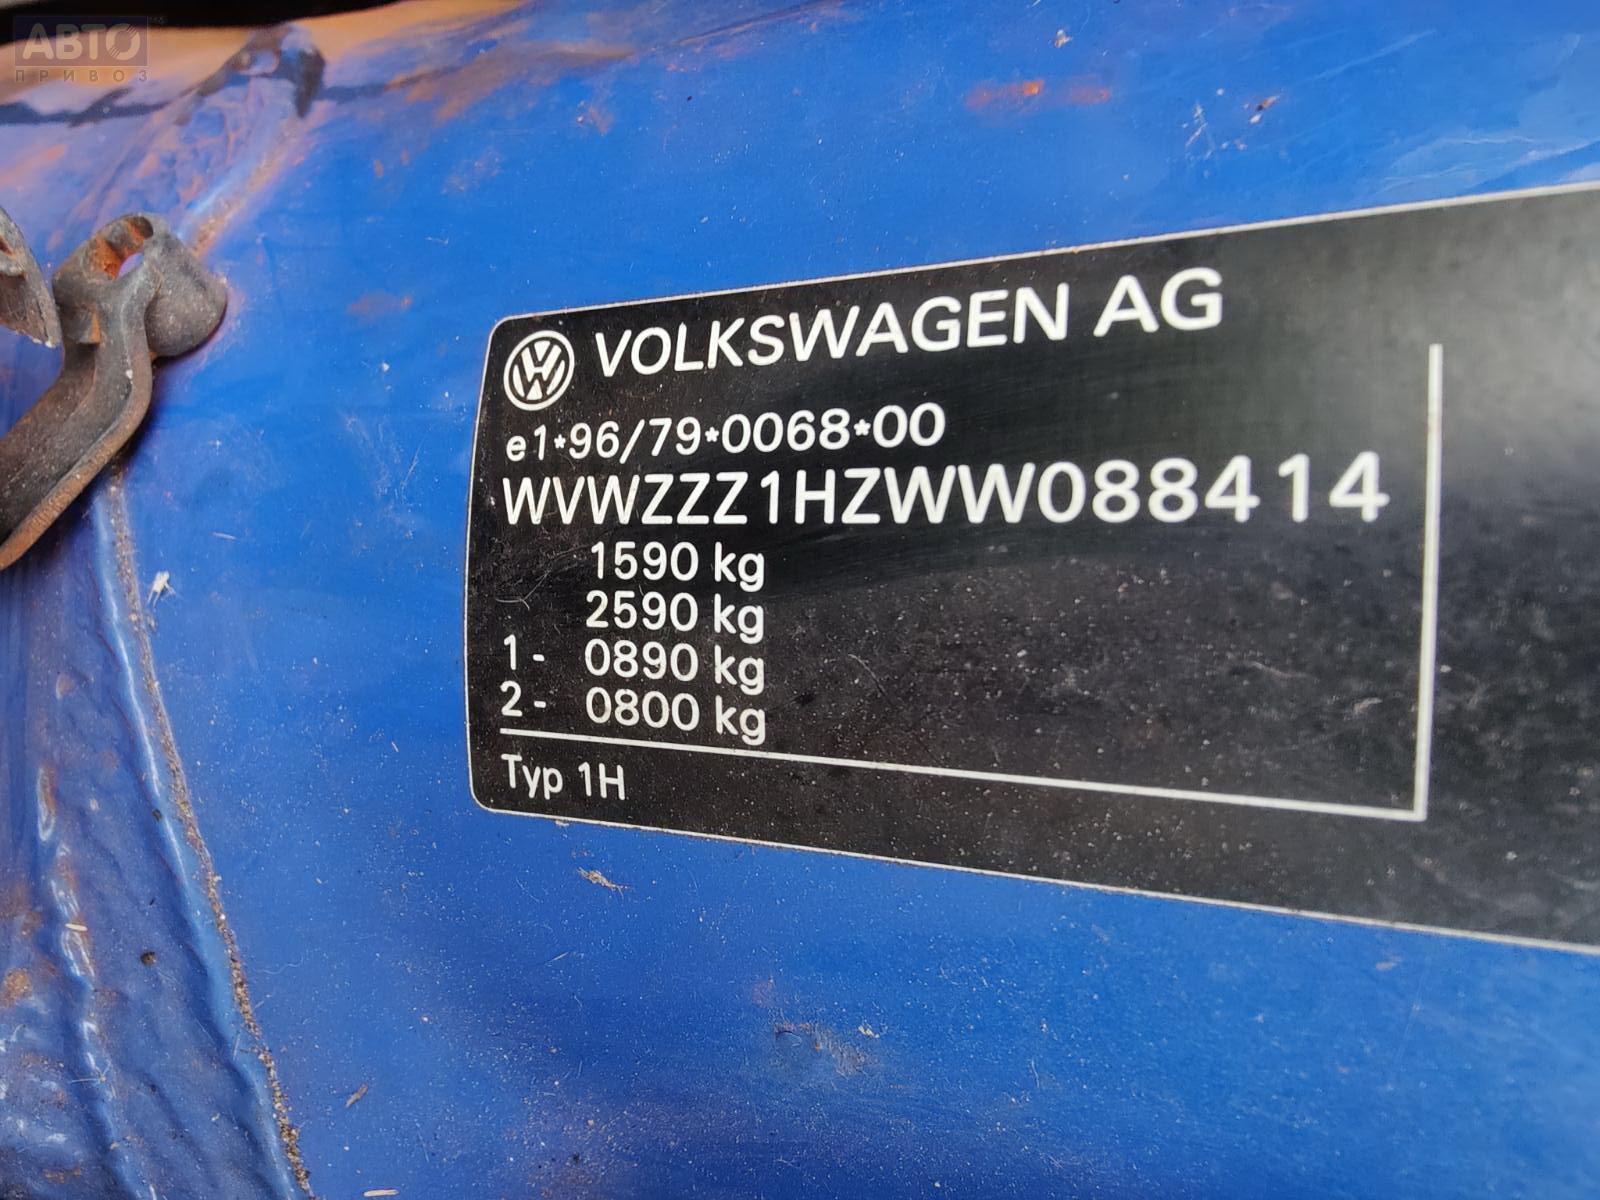 АВТО
ПРИВОЗ
VOLKSWAGEN AG
e1*96/79*0068*00
WVWZZZ1HZWW088414
1590 kg
2590 kg
1- 0890 kg
2- 0800 kg
Typ 1H